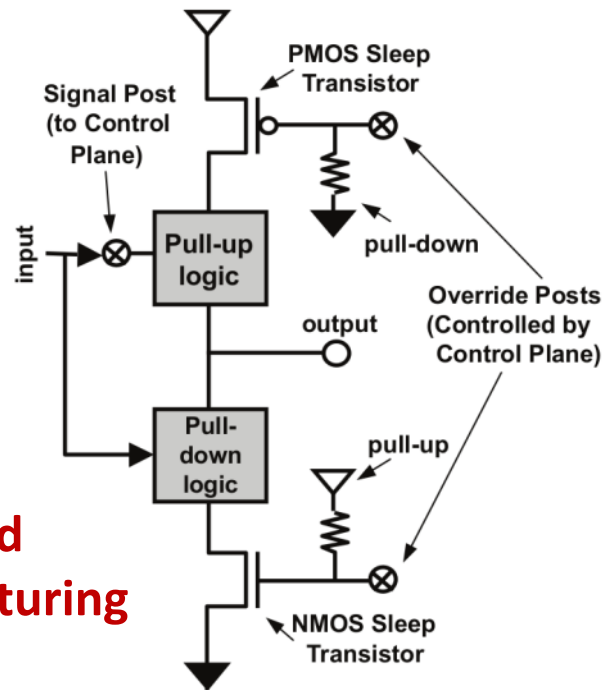 PMOS Sleep
Transistor
Signal Post
(to Control
Plane)
input
Pull-up
logic
pull-down
Override Posts
(Controlled by
Control Plane)
output
Pull-
down
logic
pull-up
d
turing
NMOS Sleep
Transistor